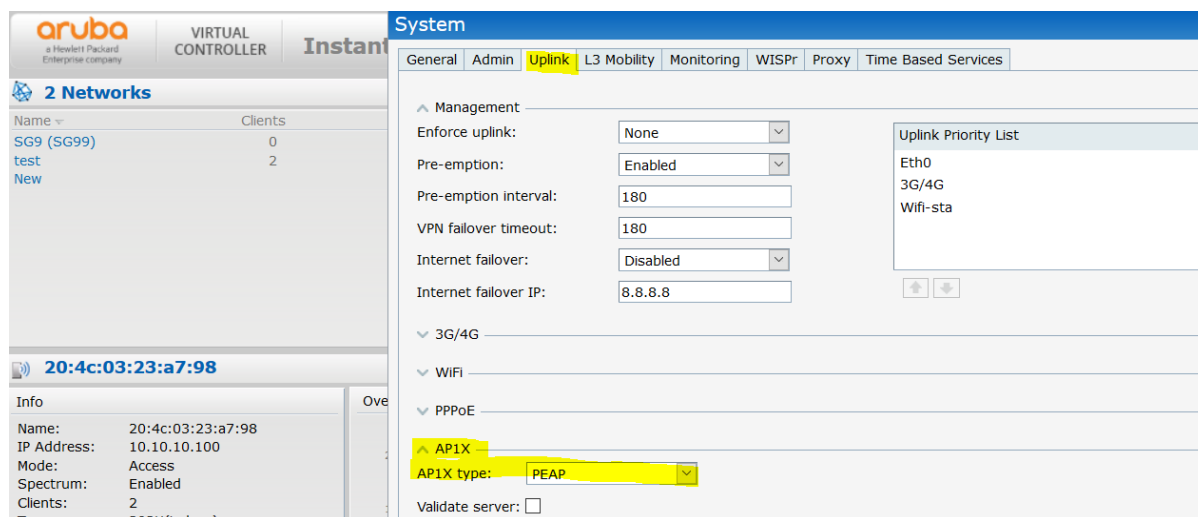 aruba
a Hewlett Packard
Enterprise company
VIRTUAL
CONTROLLER
Instant
2 Networks
Name Clients
SG9 (SG99) 0
test 2
New
20:4c:03:23:a7:98
Info
Name: 20:4c:03:23:a7:98
IP Address: 10.10.10.100
Mode: Access
Spectrum: Enabled
Clients: 2
Ove
System
General Admin Uplink L3 Mobility Monitoring WISPr Proxy Time Based Services
Management
Enforce uplink: None
Pre-emption: Enabled
Pre-emption interval: 180
VPN failover timeout: 180
Internet failover: Disabled
Internet failover IP: 8.8.8.8
Uplink Priority List
Eth0
3G/4G
Wifi-sta
3G/4G
WiFi
PPPoE
AP1X
AP1X type: PEAP
Validate server: